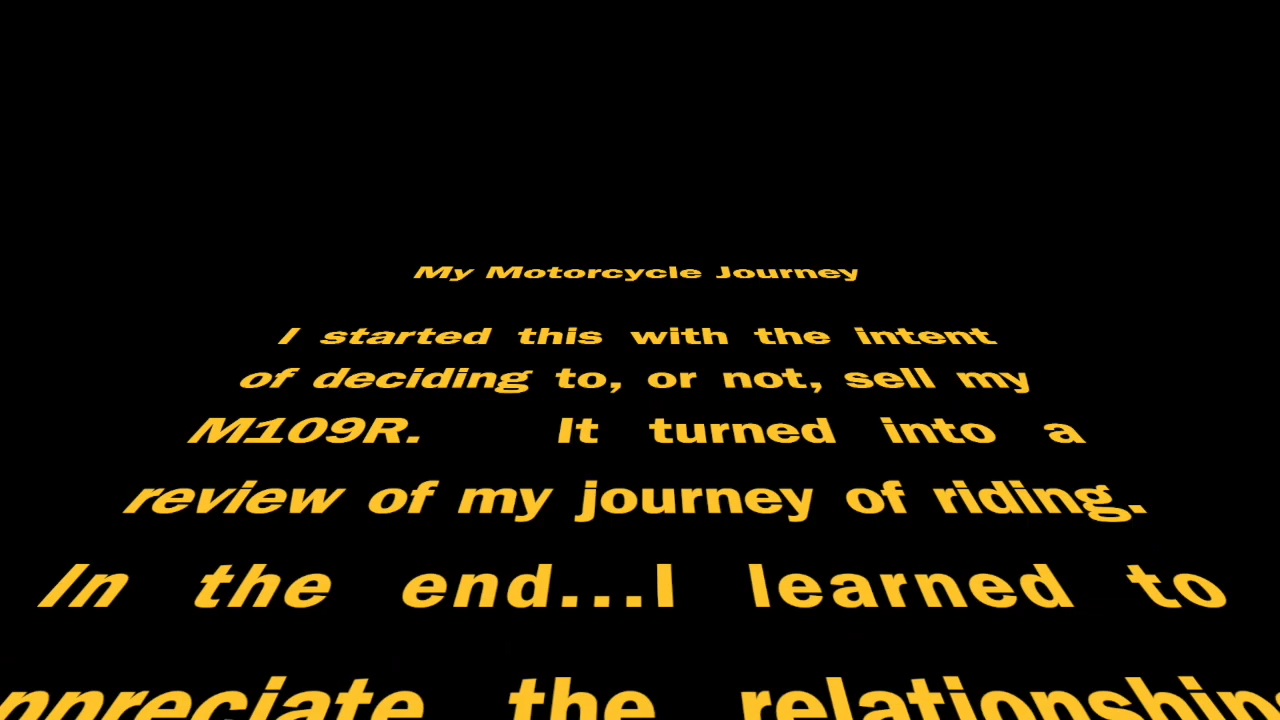 My Motorcycle Journey
I started this with the intent
of deciding to, or not, sell my
M109R. It turned into a
review of my journey of riding.
In the end...I learned to
the